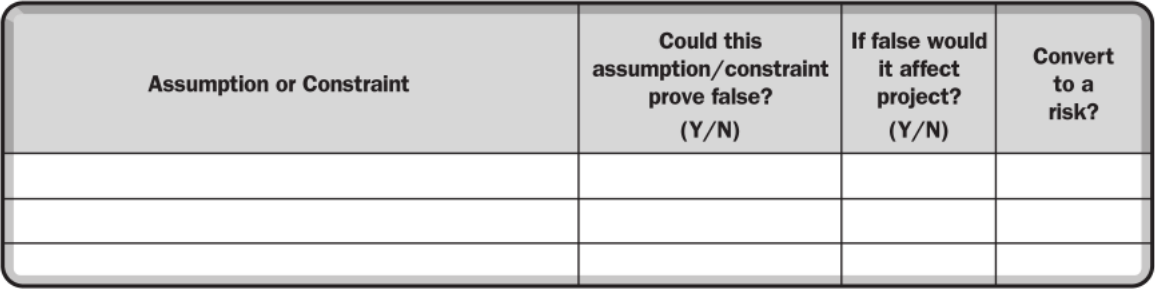 Assumption or Constraint
Could this
assumption/constraint
prove false?
(Y/N)
If false would
it affect
project?
(Y/N)
Convert
to a
risk?